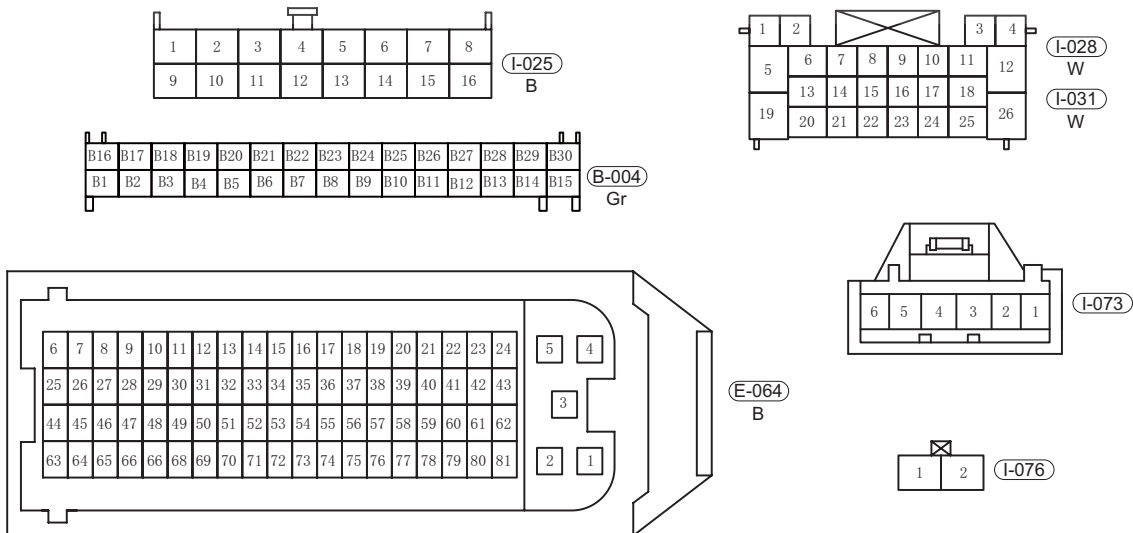 1 2 3 4 5 6 7 8
9 10 11 12 13 14 15 16
I-025
B
1 2 3 4
5 6 7 8 9 10 11 12
13 14 15 16 17 18
19 20 21 22 23 24 25 26
I-028
W
I-031
W
B16 B17 B18 B19 B20 B21 B22 B23 B24 B25 B26 B27 B28 B29 B30
B1 B2 B3 B4 B5 B6 B7 B8 B9 B10 B11 B12 B13 B14 B15
B-004
Gr
6 5 4 3 2 1
I-073
6 7 8 9 10 11 12 13 14 15 16 17 18 19 20 21 22 23 24
25 26 27 28 29 30 31 32 33 34 35 36 37 38 39 40 41 42 43
44 45 46 47 48 49 50 51 52 53 54 55 56 57 58 59 60 61 62
63 64 65 66 66 68 69 70 71 72 73 74 75 76 77 78 79 80 81
5 4
3
2 1
E-064
B
1 2
I-076